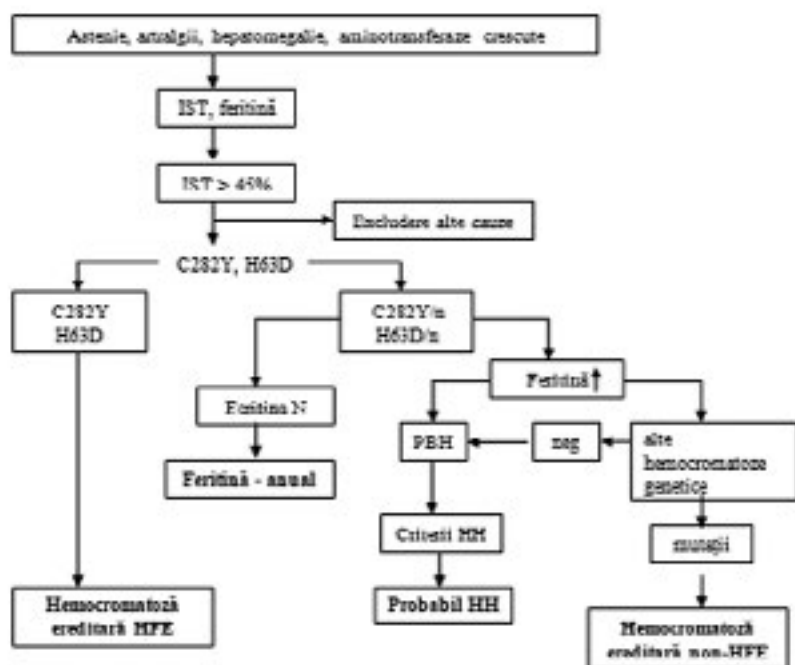 Astenie, artralgii, hepatomegalie, aminotransferaze crescute
IST, feritină
IST > 45%
Excludere alte cauze
C282Y, H63D
C282Y
H63D
C282Y/n
H63D/n
Feritină↑
Feritina N
PBH
neg
alte
hemocromatoze
genetice
Feritină - anual
Criterii HH
mutații
Hemocromatoză
ereditară HFE
Probabil HH
Hemocromatoză
ereditară non-HFE